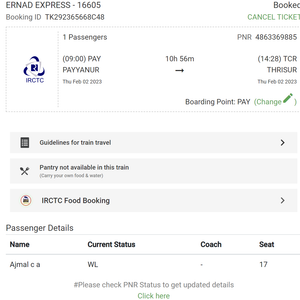 ERNAD EXPRESS - 16605 Booked
Booking ID TK292365668C48 CANCEL TICKET
1 Passengers PNR 4863369885
(09:00) PAY 10h 56m (14:28) TCR
PAYYANUR → THRISUR
Thu Feb 02 2023 Thu Feb 02 2023
IRCTC
Boarding Point: PAY (Change)
Guidelines for train travel
Pantry not available in this train
(Carry your own food & water)
IRCTC Food Booking
Passenger Details
Name Current Status Coach Seat
Ajmal c a WL - 17
#Please check PNR Status to get updated details
Click here